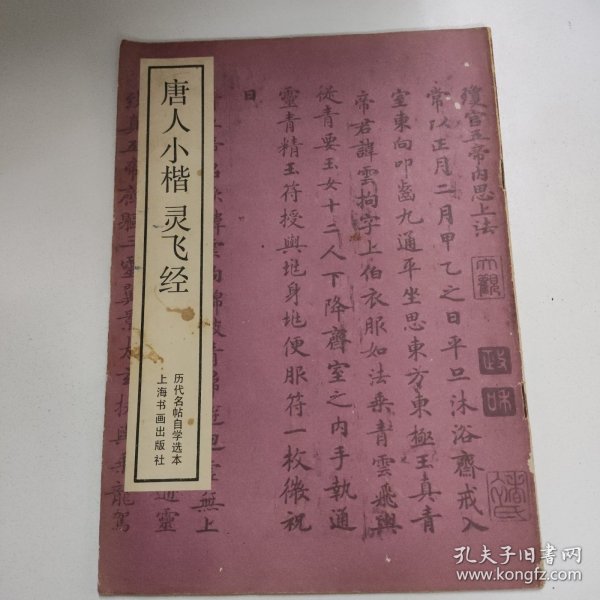 唐人小楷 灵飞经
历代名帖自学选本
上海书画出版社
瓊宫五帝内思上法
常以正月二月甲乙之日平旦沐浴齋戒入
室東向叩齒九通平坐思東方東極玉真青
帝君諱雲拘字上伯衣服如法乘青雲飛輿
從青要玉女十二人下降齋室之内手執通
靈青精玉符授與兆身兆便服符一枚微祝
曰
孔夫子旧书网
www.kongfz.com